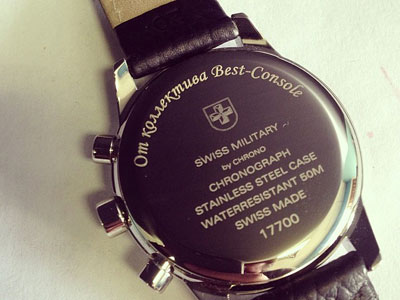 От коллектива Best-Console
SWISS MILITARY
by CHRONO
CHRONOGRAPH
STAINLESS STEEL CASE
WATERRESISTANT 50M
SWISS MADE
17700